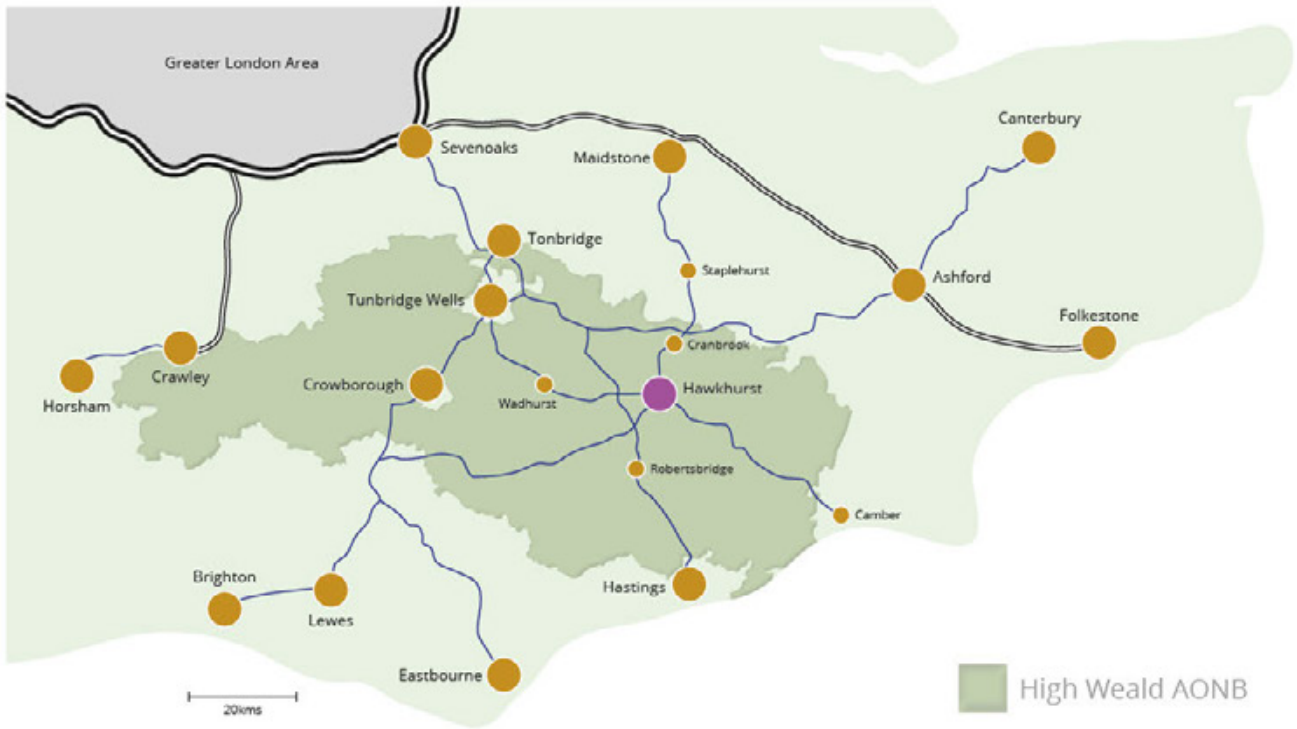 Greater London Area
Canterbury
Sevenoaks
Maidstone
Tonbridge
Staplehurst
Ashford
Tunbridge Wells
Folkestone
Cranbrook
Crawley
Crowborough
Hawkhurst
Horsham
Wadhurst
Robertsbridge
Camber
Brighton
Hastings
Lewes
Eastbourne
High Weald AONB
20kms